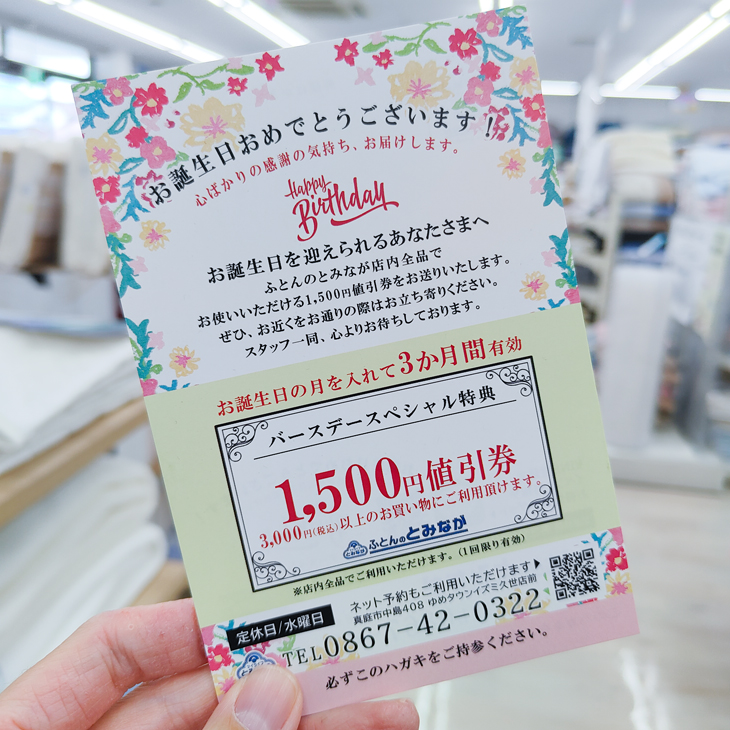 お誕生日おめでとうございます！
心ばかりの感謝の気持ち、お届けします。
Happy
Birthday
お誕生日を迎えられるあなたさまへ
ふとんのとみなが店内全品で
お使いいただける1,500円値引券をお送りいたします。
ぜひ、お近くをお通りの際はお立ち寄りください。
スタッフ一同、心よりお待ちしております。
お誕生日の月を入れて3か月間有効
バースデースペシャル特典
1,500円値引券
3,000円(税込)以上のお買い物にご利用頂けます。
とみなが ふとんのとみなが
※店内全品でご利用いただけます。(1回限り有効)
ネット予約もご利用いただけます▶
定休日/水曜日
真庭市中島408 ゆめタウンイズミ久世店前
TEL0867-42-0322
必ずこのハガキをご持参ください。